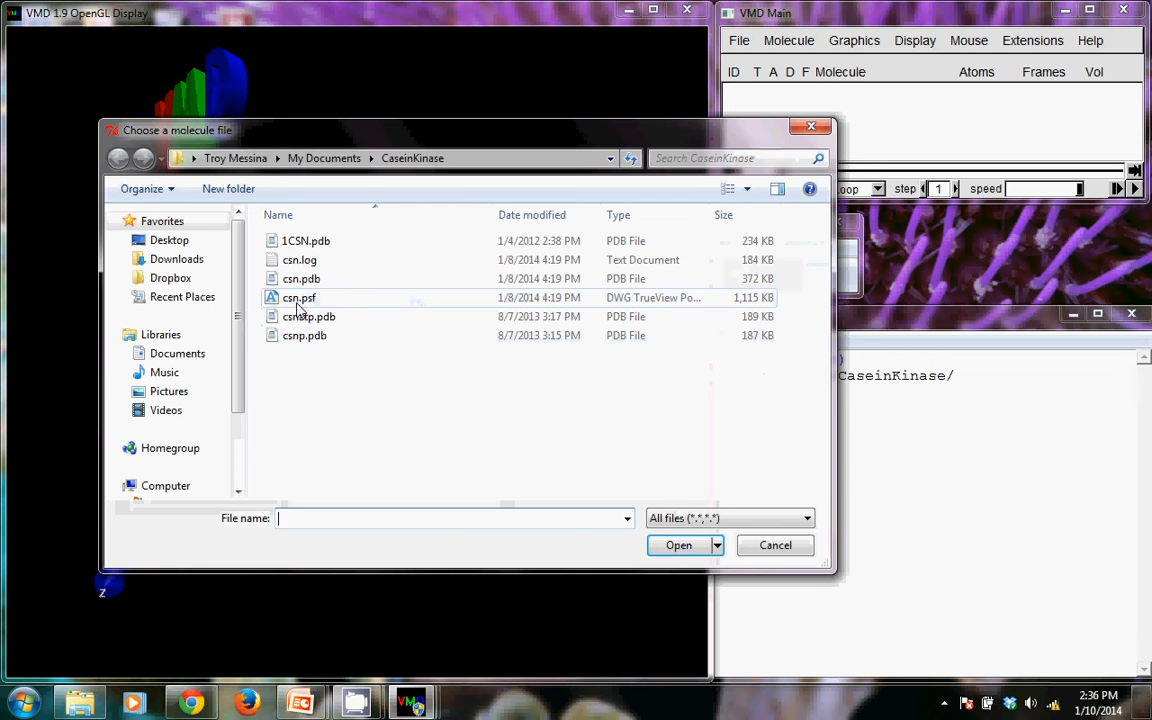 VMD 1.9 OpenGL Display
VMD Main
File Molecule Graphics Display Mouse Extensions Help
ID T A D F Molecule Atoms Frames Vol
Choose a molecule file
Troy Messina My Documents CaseinKinase Search CaseinKinase
oop step 1 speed
Organize New folder
Name Date modified Type Size
Favorites
Desktop
Downloads
Dropbox
Recent Places
Libraries
Documents
Music
Pictures
Videos
Homegroup
Computer
1CSN.pdb 1/4/2012 2:38 PM PDB File 234 KB
csn.log 1/8/2014 4:19 PM Text Document 184 KB
csn.pdb 1/8/2014 4:19 PM PDB File 372 KB
csn.psf 1/8/2014 4:19 PM DWG TrueView Po... 1,115 KB
8/7/2013 3:17 PM PDB File 189 KB
csnp.pdb 8/7/2013 3:15 PM PDB File 187 KB
)
CaseinKinase/
File name: All files (*.*,*.*)
Open Cancel
Z
VMD
2:36 PM
1/10/2014